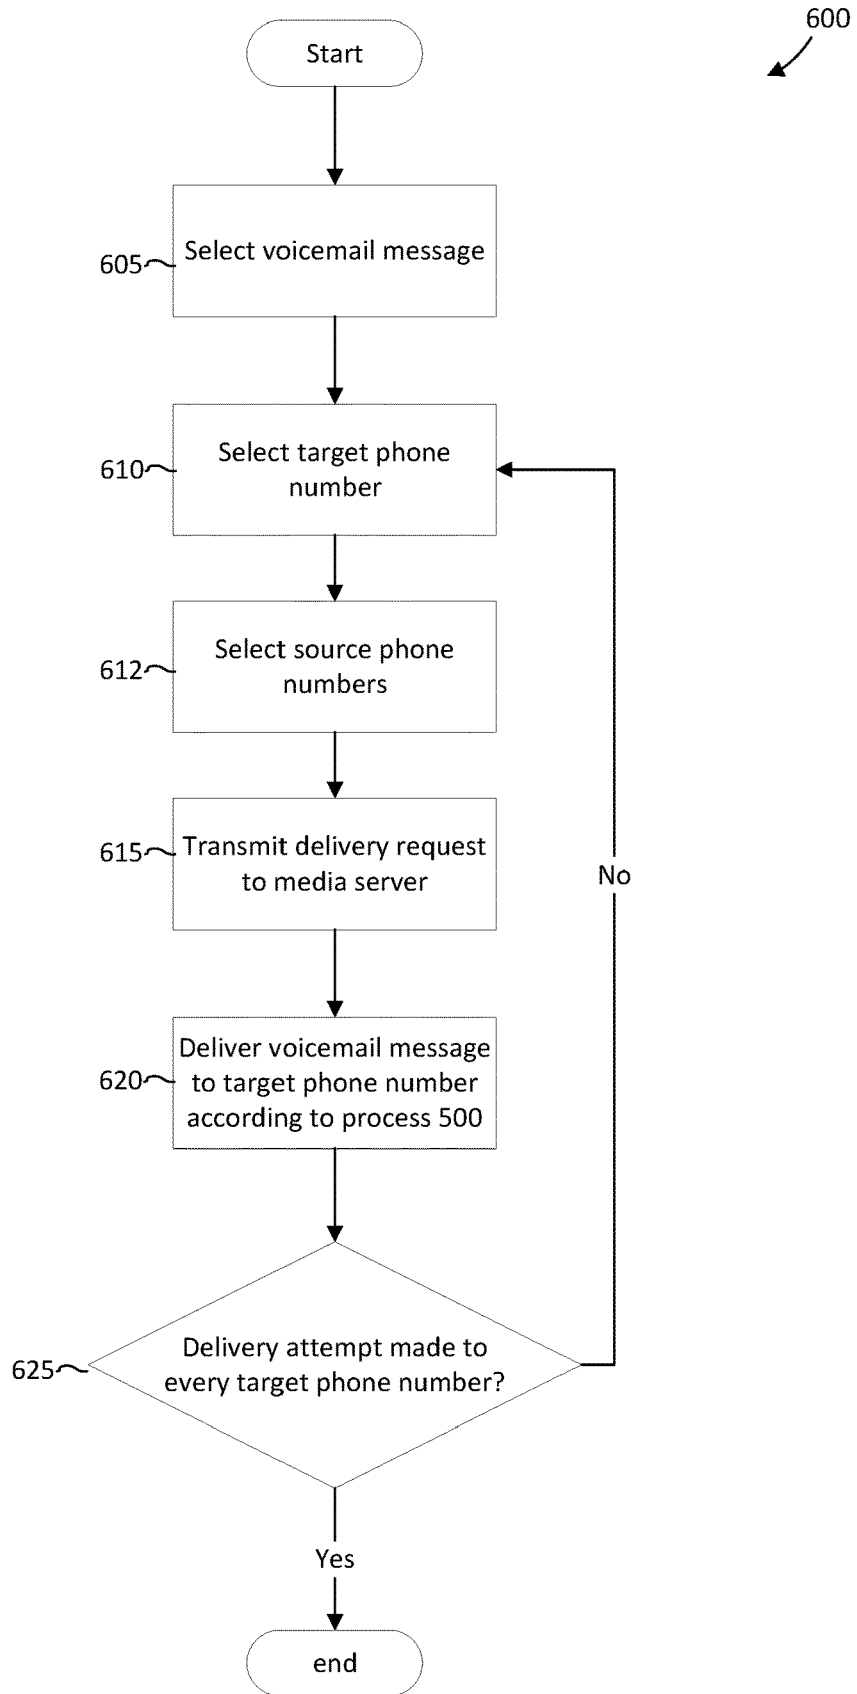 600
Start
Select voicemail message
605
Select target phone
number
610
Select source phone
numbers
612
Transmit delivery request
to media server
615
No
Deliver voicemail message
to target phone number
according to process 500
620
Delivery attempt made to
every target phone number?
625
Yes
end